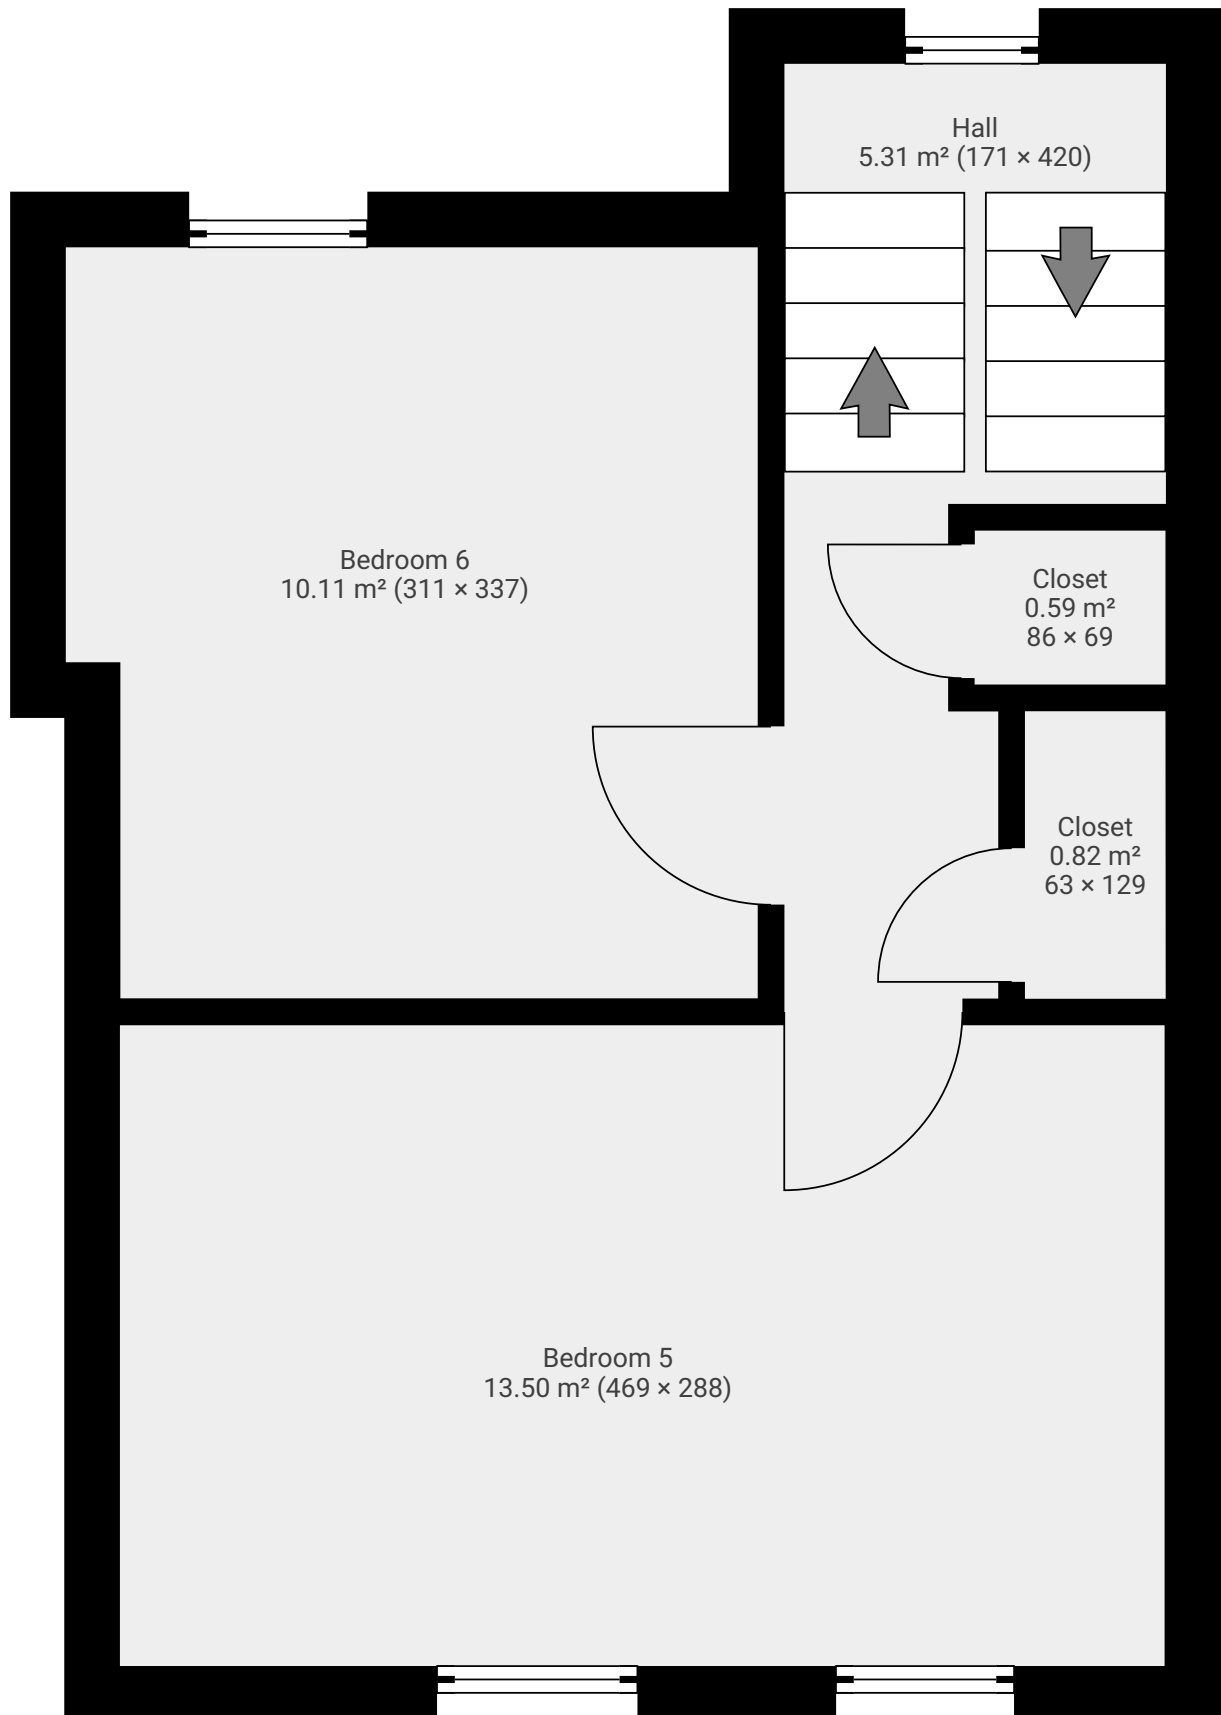 Hall
5.31 m² (171 × 420)
Bedroom 6
10.11 m² (311 × 337)
Closet
0.59 m²
86 × 69
Closet
0.82 m²
63 × 129
Bedroom 5
13.50 m² (469 × 288)